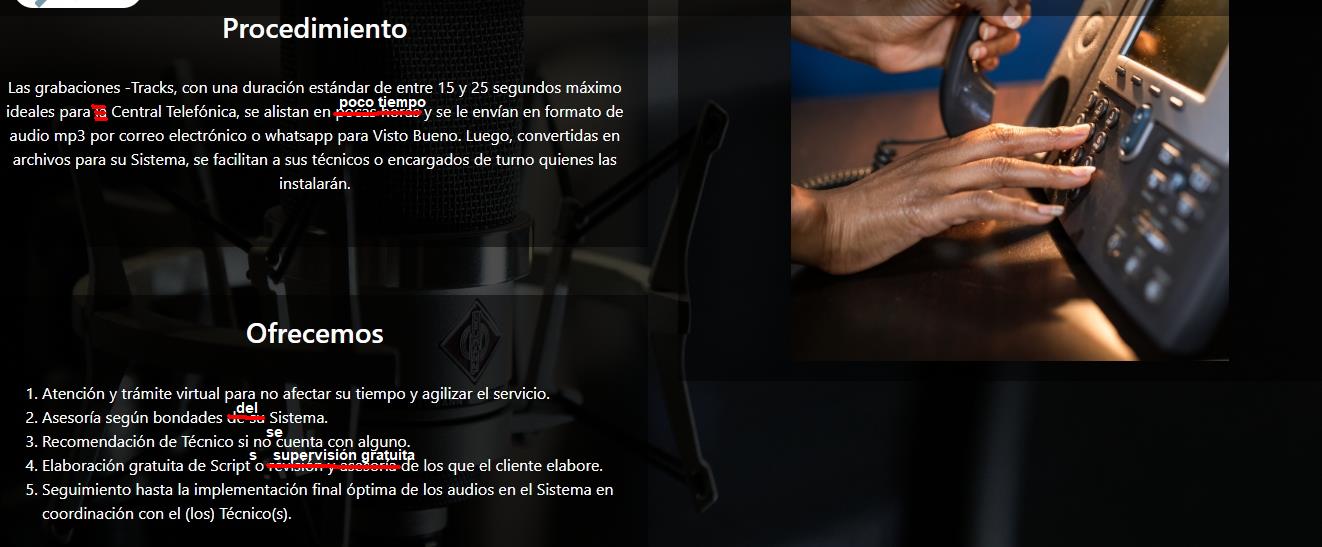 Procedimiento
Las grabaciones -Tracks, con una duración estándar de entre 15 y 25 segundos máximo
poco tiempo
ideales para la Central Telefónica, se alistan en pocas horas y se le envían en formato de
audio mp3 por correo electrónico o whatsapp para Visto Bueno. Luego, convertidas en
archivos para su Sistema, se facilitan a sus técnicos o encargados de turno quienes las
instalarán.
Ofrecemos
1. Atención y trámite virtual para no afectar su tiempo y agilizar el servicio.
del
2. Asesoría según bondades de su Sistema.
se
3. Recomendación de Técnico si no cuenta con alguno.
s supervisión gratuita
4. Elaboración gratuita de Script o revisión y asesoría de los que el cliente elabore.
5. Seguimiento hasta la implementación final óptima de los audios en el Sistema en
coordinación con el (los) Técnico(s).